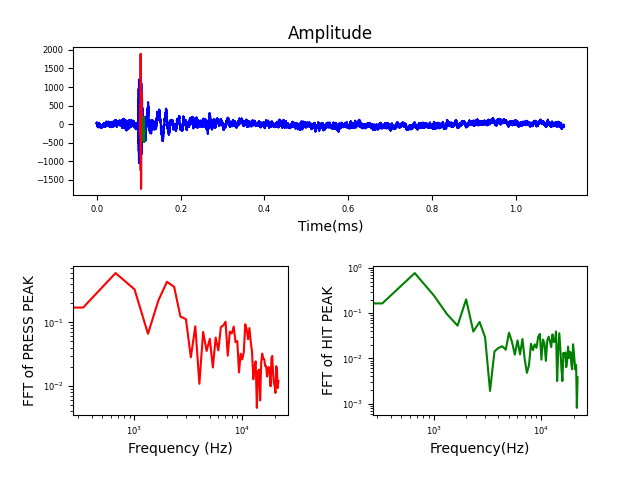 Amplitude
2000
1500
1000
500
0
−500
−1000
−1500
0.0 0.2 0.4 0.6 0.8 1.0
Time(ms)
FFT of PRESS PEAK
10⁻¹
10⁻²
10³ 10⁴
Frequency (Hz)
FFT of HIT PEAK
10⁰
10⁻¹
10⁻²
10⁻³
10³ 10⁴
Frequency(Hz)